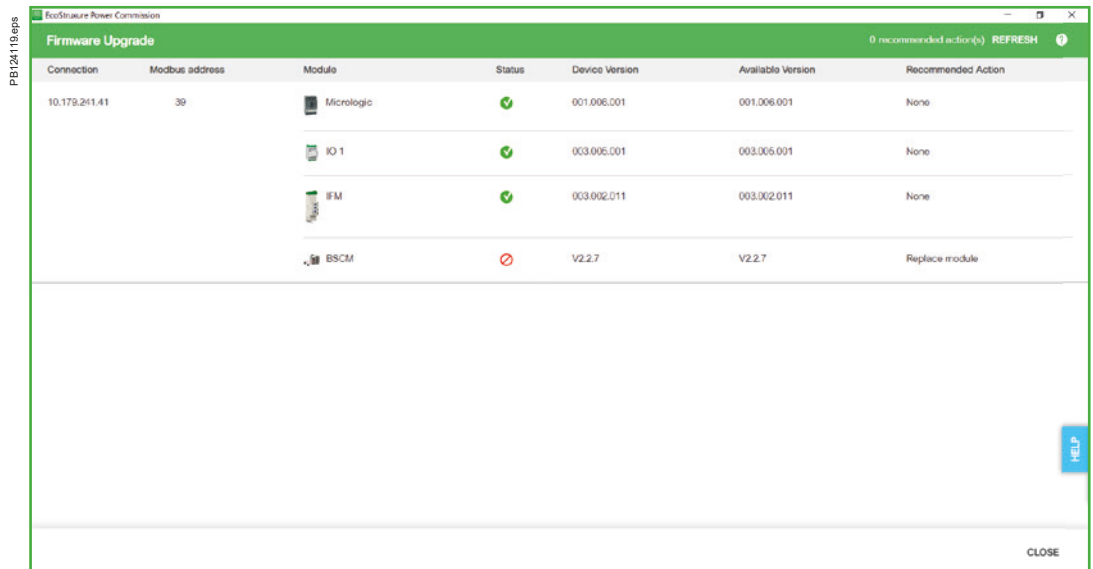 PB124119.eps
EcoStruxure Power Commission
Firmware Upgrade 0 recommended action(s) REFRESH ?
Connection Modbus address Module Status Device Version Available Version Recommended Action
10.179.241.41 39 Micrologic 001.006.001 001.006.001 None
IO 1 003.005.001 003.005.001 None
IFM 003.002.011 003.002.011 None
BSCM V2.2.7 V2.2.7 Replace module
HELP
CLOSE